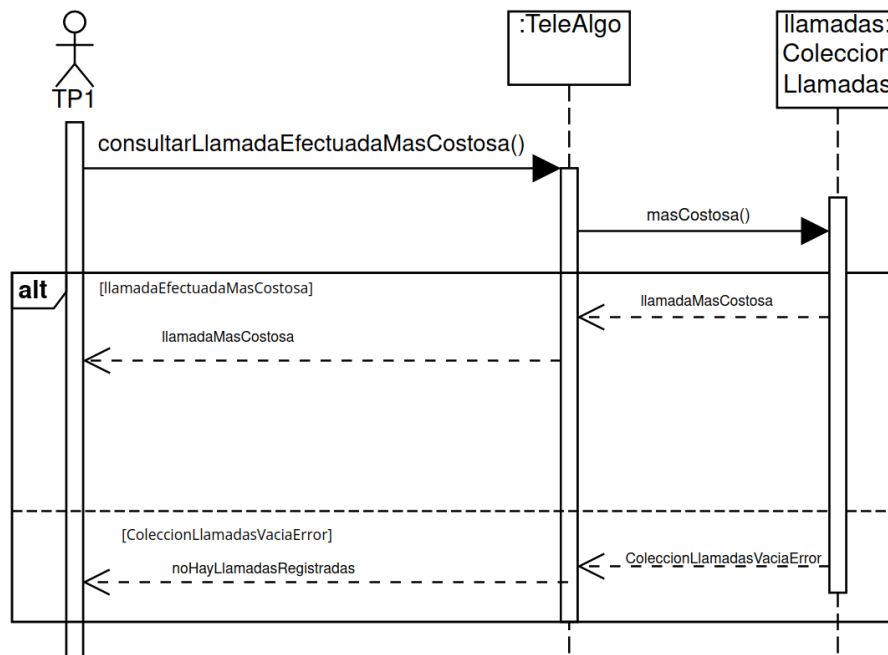 TP1
:TeleAlgo
llamadas:
Coleccion
Llamadas
consultarLlamadaEfectuadaMasCostosa()
masCostosa()
alt
[llamadaEfectuadaMasCostosa]
llamadaMasCostosa
llamadaMasCostosa
[ColeccionLlamadasVaciaError]
ColeccionLlamadasVaciaError
noHayLlamadasRegistradas